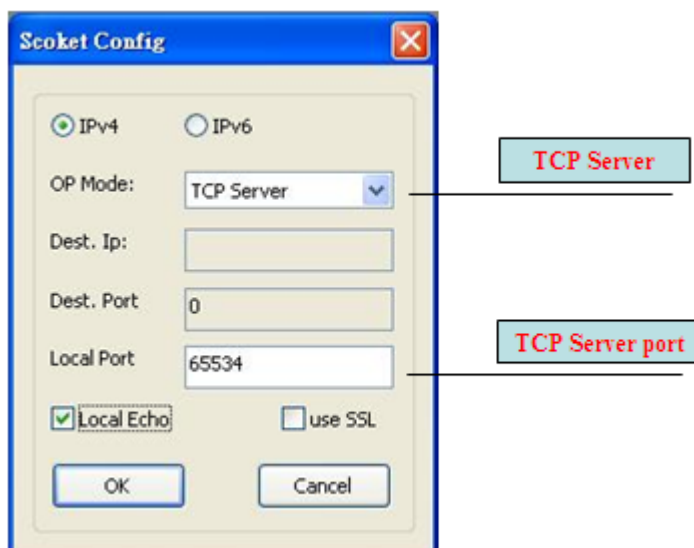 Scoket Config
IPv4 IPv6
OP Mode: TCP Server
TCP Server
Dest. Ip:
Dest. Port 0
Local Port 65534
TCP Server port
Local Echo use SSL
OK Cancel